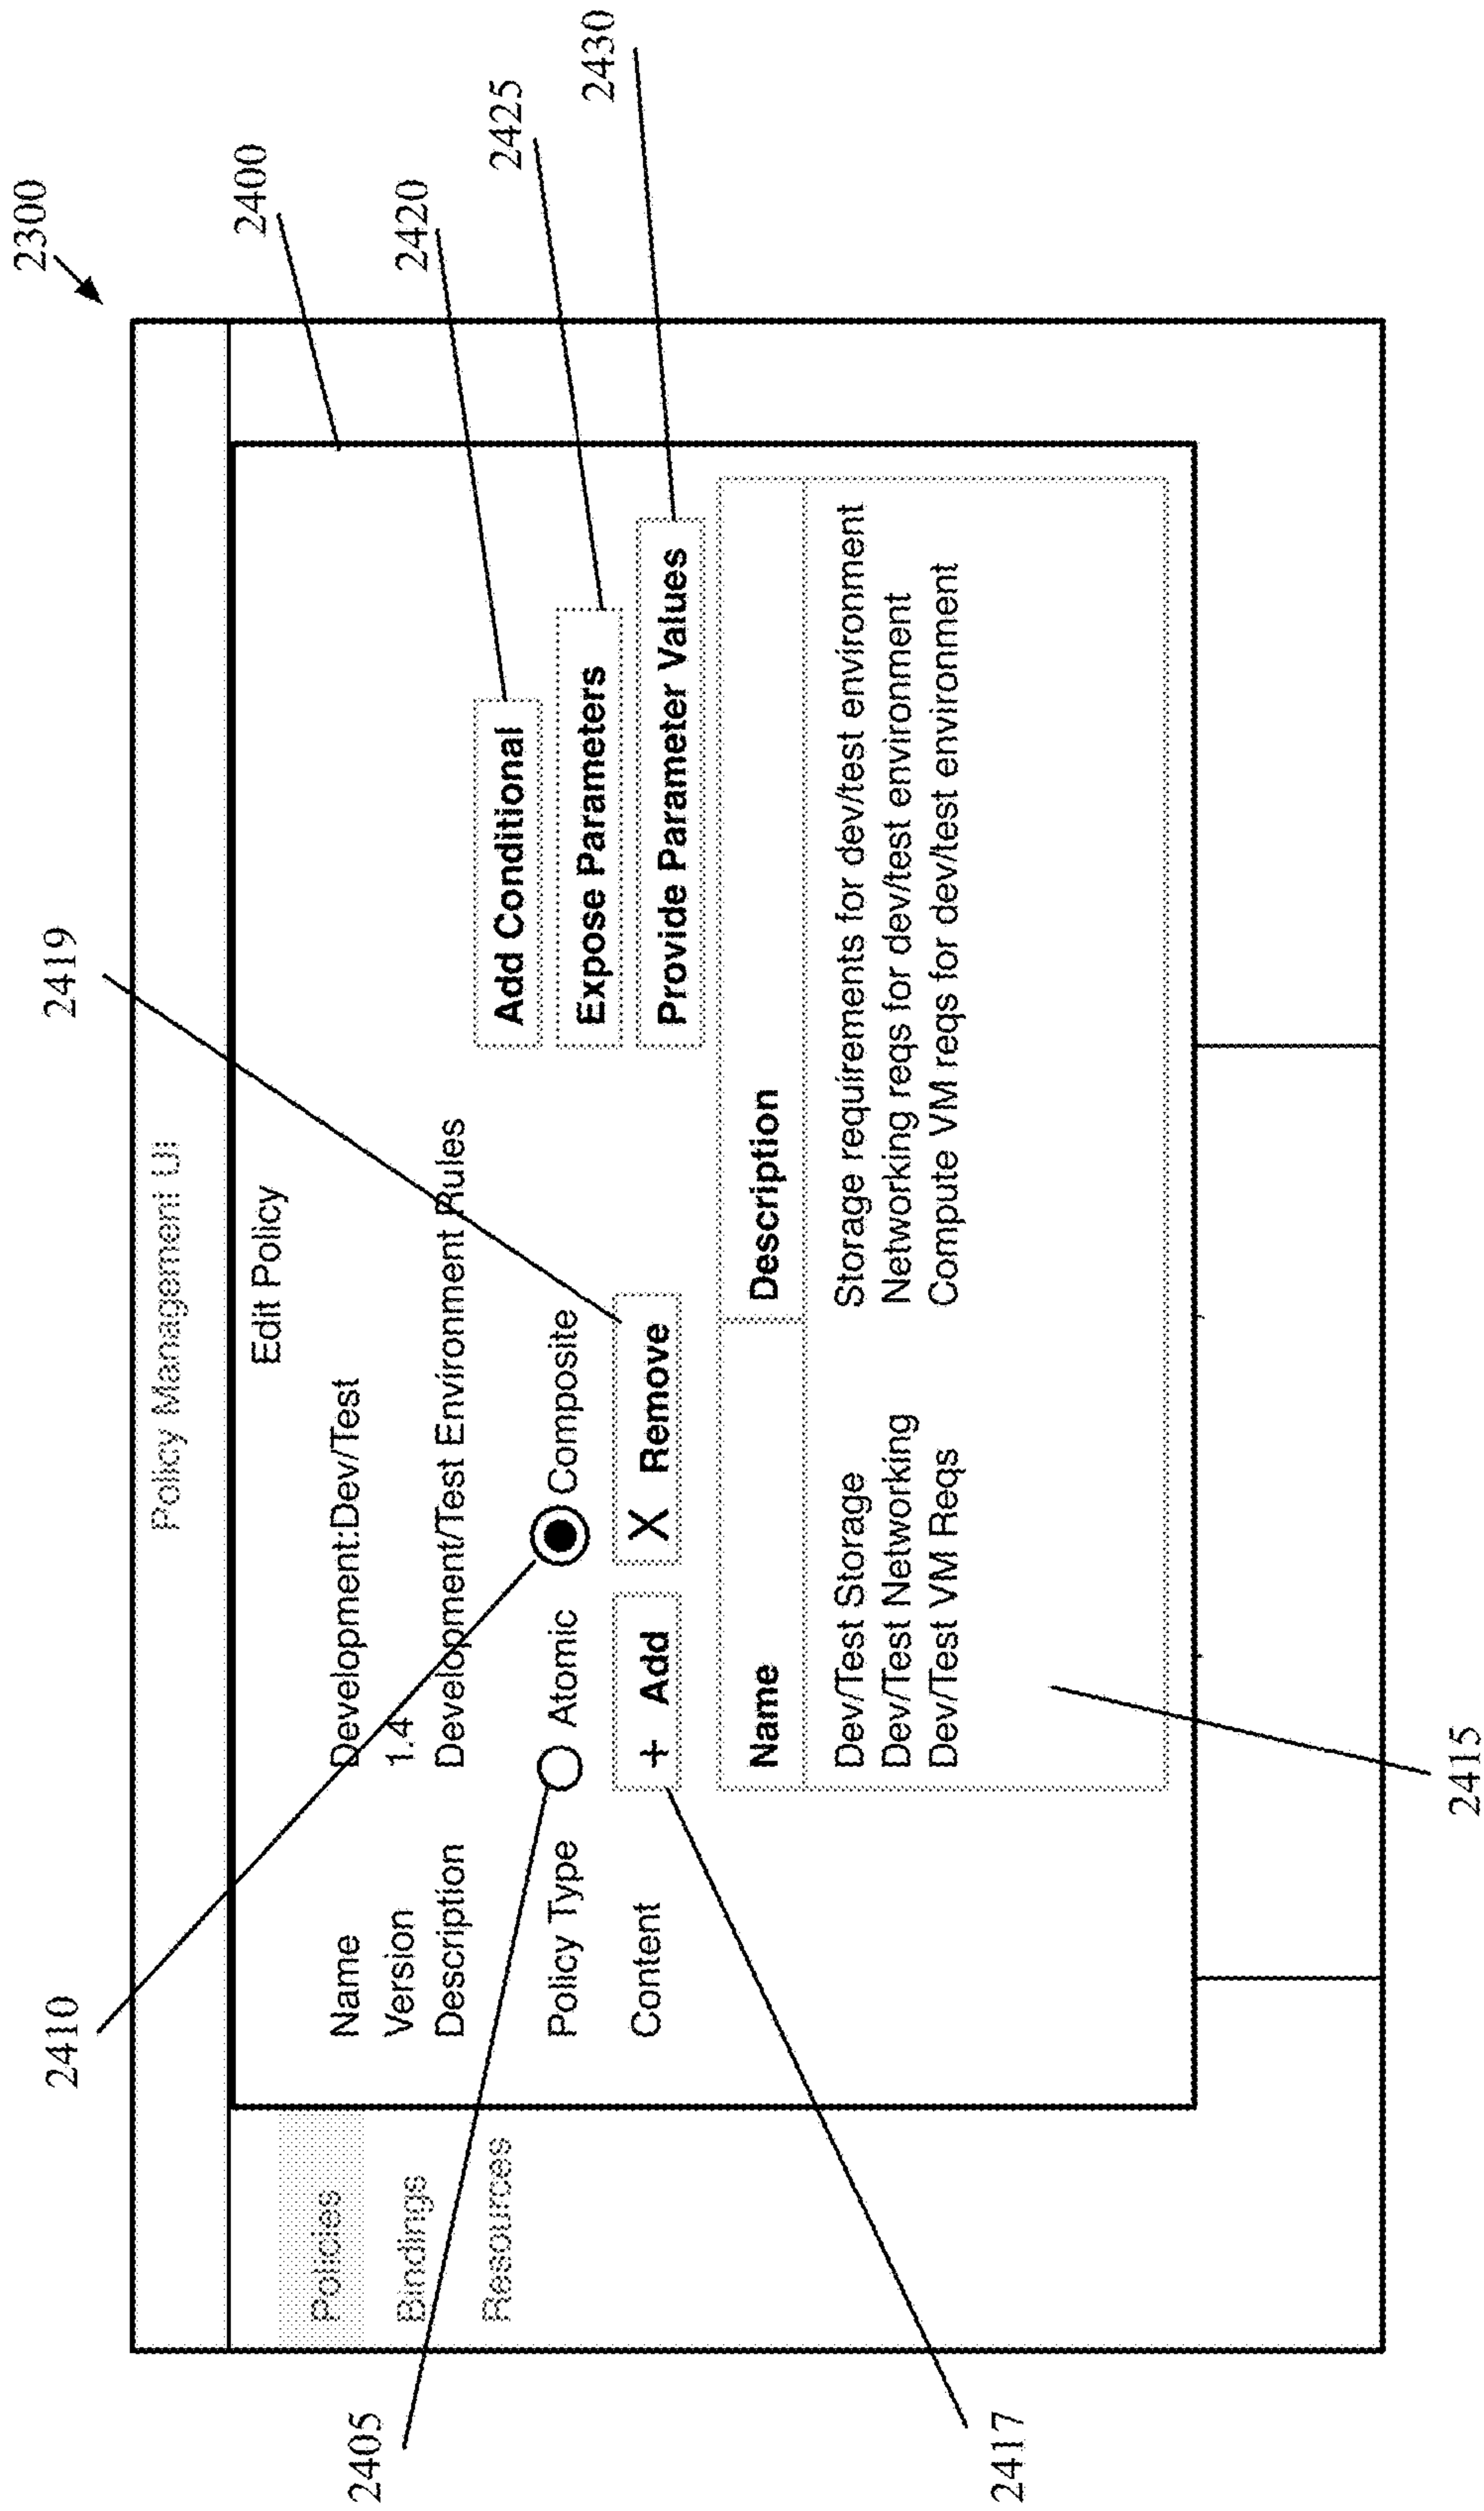 2300
2410
2419
2400
2420
2425
2430
Policy Management UI
Policies
Bindings
Resources
Edit Policy
Name Development:Dev/Test
Version 1.4
Description Development/Test Environment Rules
Policy Type Atomic Composite
Content + Add X Remove
Add Conditional
Expose Parameters
Provide Parameter Values
Name Description
Dev/Test Storage Storage requirements for dev/test environment
Dev/Test Networking Networking reqs for dev/test environment
Dev/Test VM Reqs Compute VM reqs for dev/test environment
2405
2417
2415